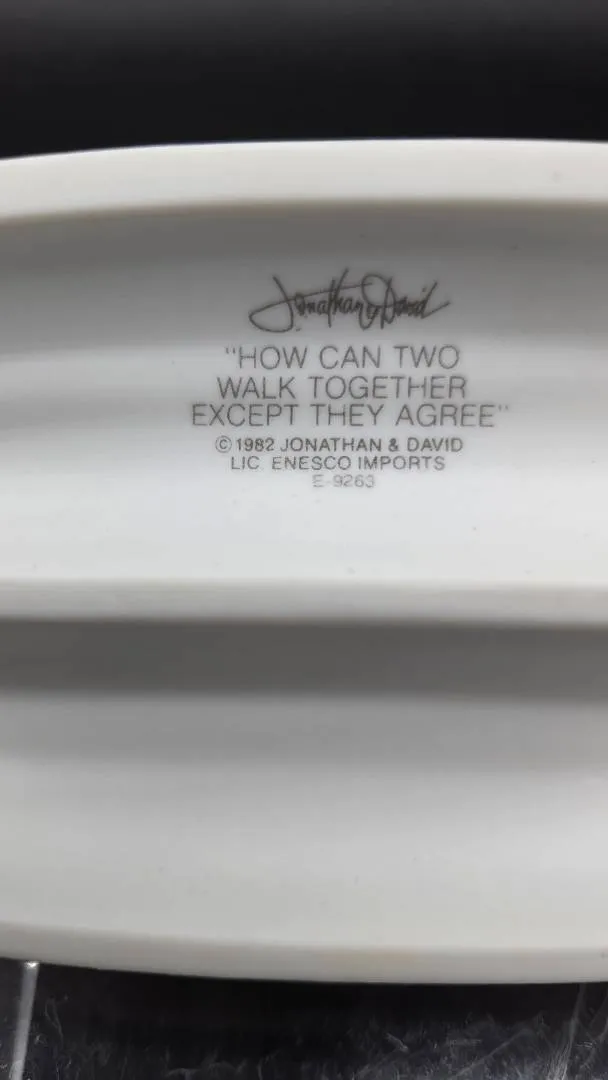 Jonathan & David
"HOW CAN TWO
WALK TOGETHER
EXCEPT THEY AGREE"
© 1982 JONATHAN & DAVID
LIC. ENESCO IMPORTS
E-9263